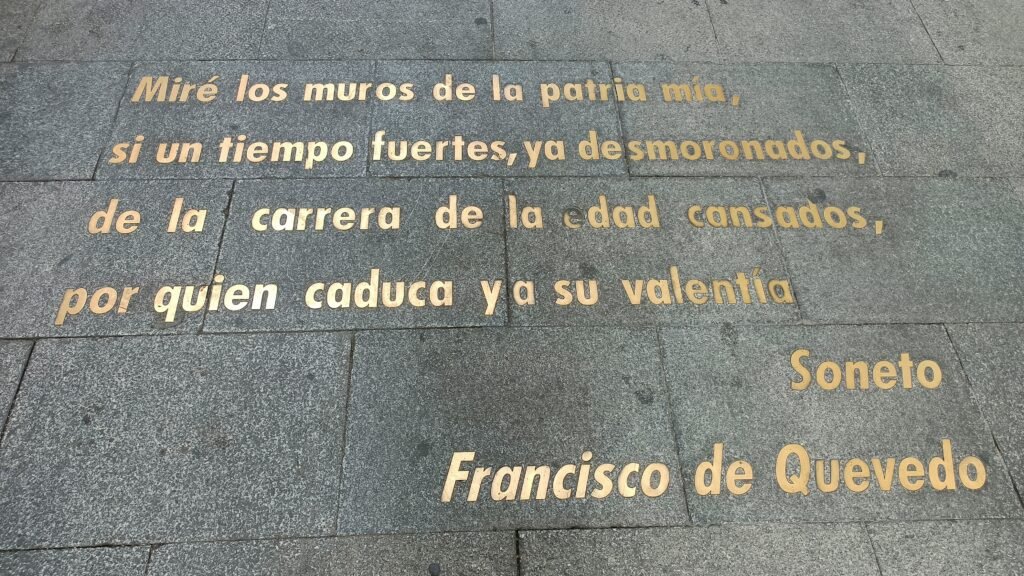 Miré los muros de la patria mía,
si un tiempo fuertes, ya desmoronados,
de la carrera de la edad cansados,
por quien caduca ya su valentía
Soneto
Francisco de Quevedo